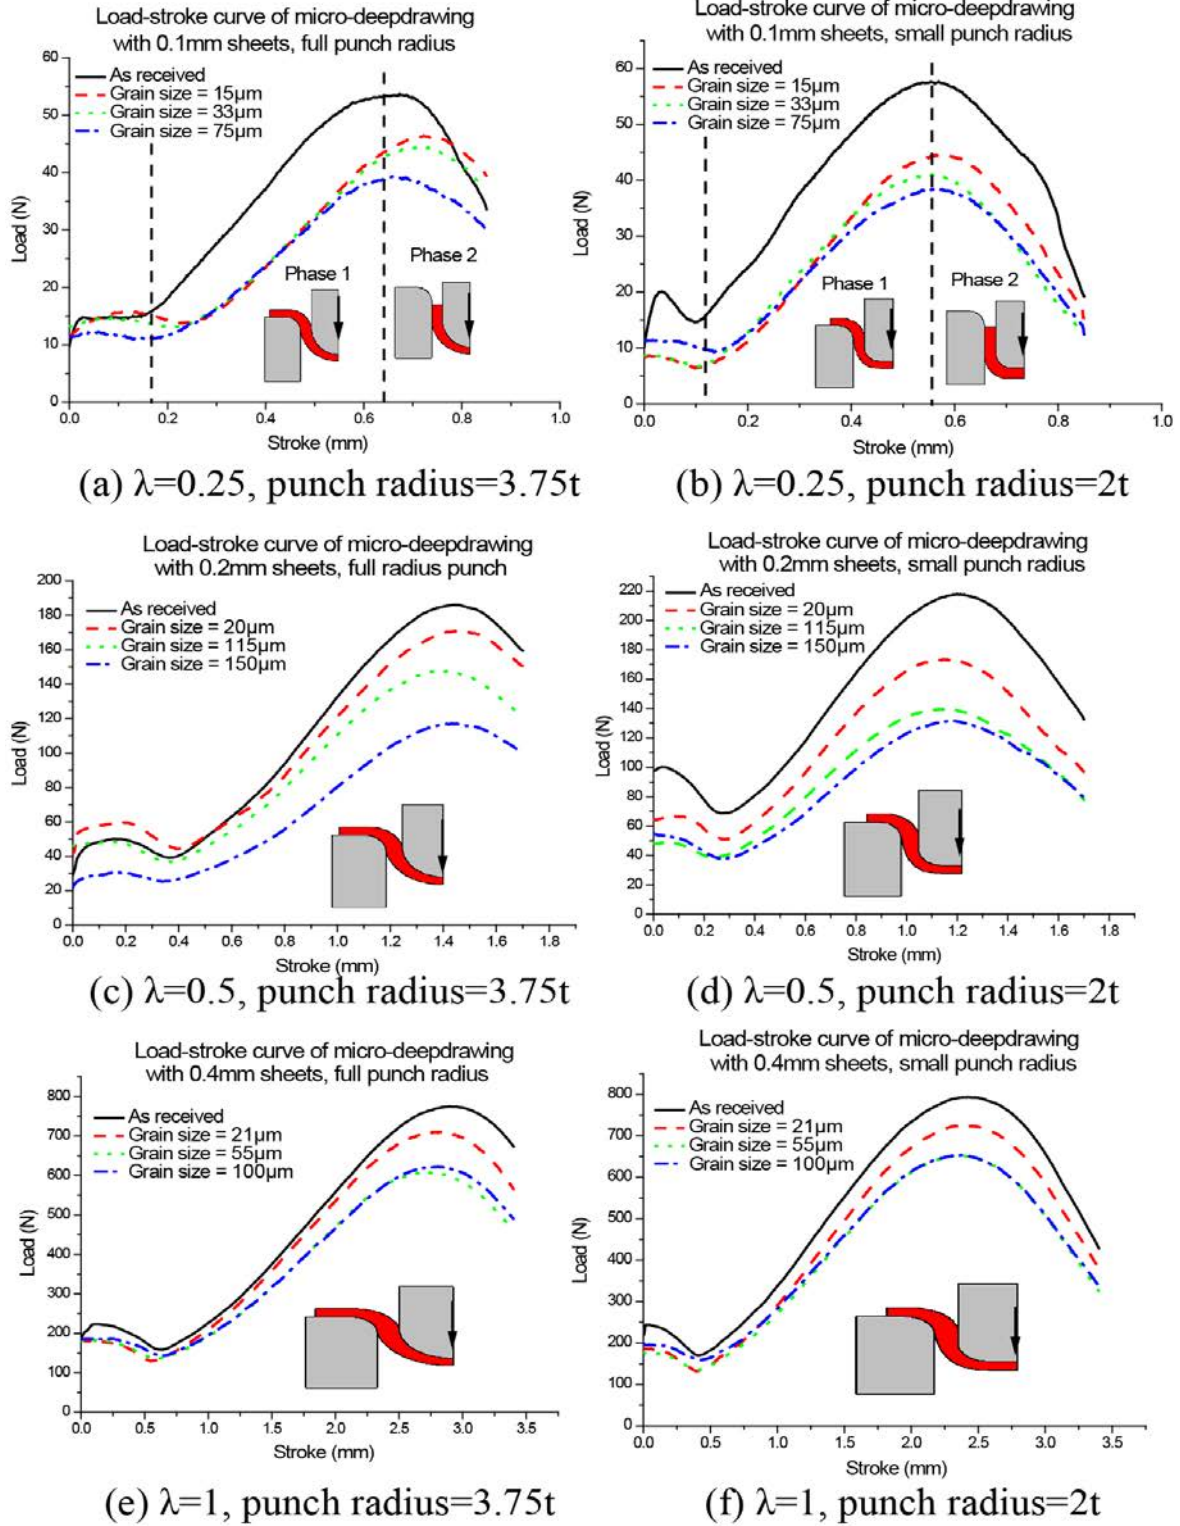 Load-stroke curve of micro-deepdrawing
with 0.1mm sheets, full punch radius
60
50
40
30
20
10
0
Load (N)
As received
Grain size = 15μm
Grain size = 33μm
Grain size = 75μm
Phase 1
Phase 2
0.0
0.2
0.4
0.6
0.8
1.0
Stroke (mm)
(a) λ=0.25, punch radius=3.75t
Load-stroke curve of micro-deepdrawing
with 0.1mm sheets, small punch radius
60
50
40
30
20
10
0
Load (N)
As received
Grain size = 15μm
Grain size = 33μm
Grain size = 75μm
Phase 1
Phase 2
0.0
0.2
0.4
0.6
0.8
1.0
Stroke (mm)
(b) λ=0.25, punch radius=2t
Load-stroke curve of micro-deepdrawing
with 0.2mm sheets, full radius punch
200
180
160
140
120
100
80
60
40
20
0
Load (N)
As received
Grain size = 20μm
Grain size = 115μm
Grain size = 150μm
0.0
0.2
0.4
0.6
0.8
1.0
1.2
1.4
1.6
1.8
Stroke (mm)
(c) λ=0.5, punch radius=3.75t
Load-stroke curve of micro-deepdrawing
with 0.2mm sheets, small punch radius
220
200
180
160
140
120
100
80
60
40
20
0
Load (N)
As received
Grain size = 20μm
Grain size = 115μm
Grain size = 150μm
0.0
0.2
0.4
0.6
0.8
1.0
1.2
1.4
1.6
1.8
Stroke (mm)
(d) λ=0.5, punch radius=2t
Load-stroke curve of micro-deepdrawing
with 0.4mm sheets, full punch radius
800
700
600
500
400
300
200
100
0
Load (N)
As received
Grain size = 21μm
Grain size = 55μm
Grain size = 100μm
0.0
0.5
1.0
1.5
2.0
2.5
3.0
3.5
Stroke (mm)
(e) λ=1, punch radius=3.75t
Load-stroke curve of micro-deepdrawing
with 0.4mm sheets, small punch radius
800
700
600
500
400
300
200
100
0
Load (N)
As received
Grain size = 21μm
Grain size = 55μm
Grain size = 100μm
0.0
0.5
1.0
1.5
2.0
2.5
3.0
3.5
Stroke (mm)
(f) λ=1, punch radius=2t